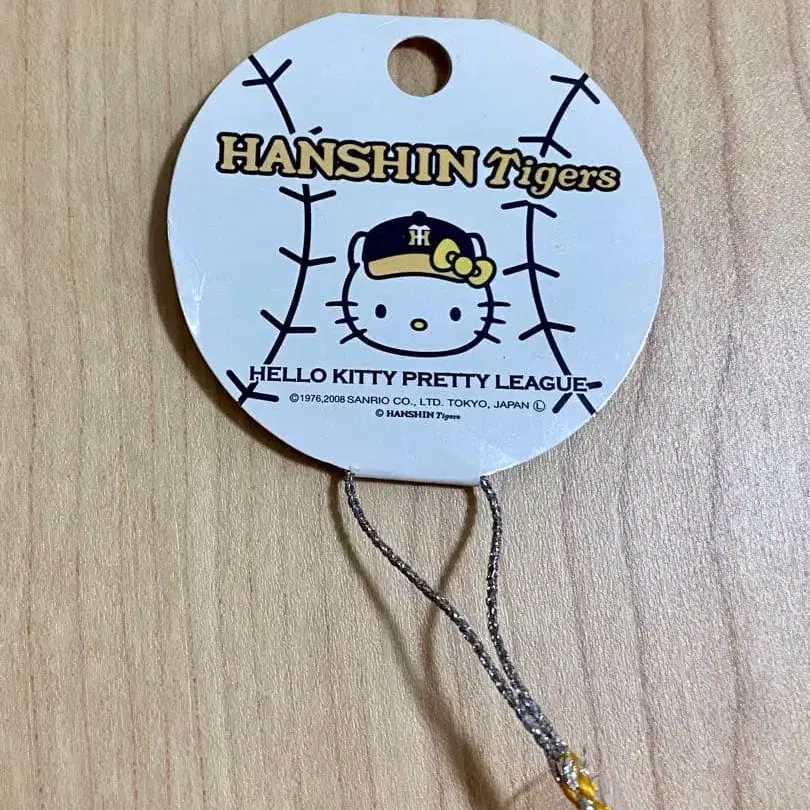 HANSHIN Tigers
HELLO KITTY PRETTY LEAGUE
©1976,2008 SANRIO CO., LTD. TOKYO, JAPAN Ⓛ
© HANSHIN Tigers